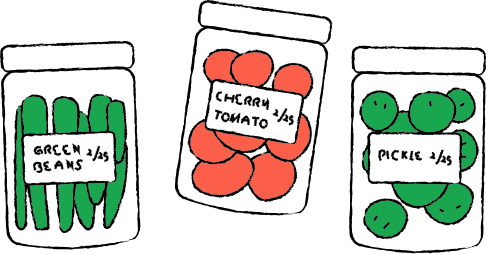 GREEN 2/25
BEANS
CHERRY 2/25
TOMATO
PICKLE 2/25